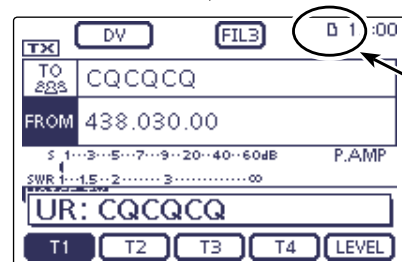 DV FIL3 1 :00
TX
TO CQCQCQ
FROM 438.030.00
S 1···3···5···7···9··20··40··60dB P.AMP
SWR 1···1.5··2·······3·············∞
UR: CQCQCQ
T1 T2 T3 T4 LEVEL